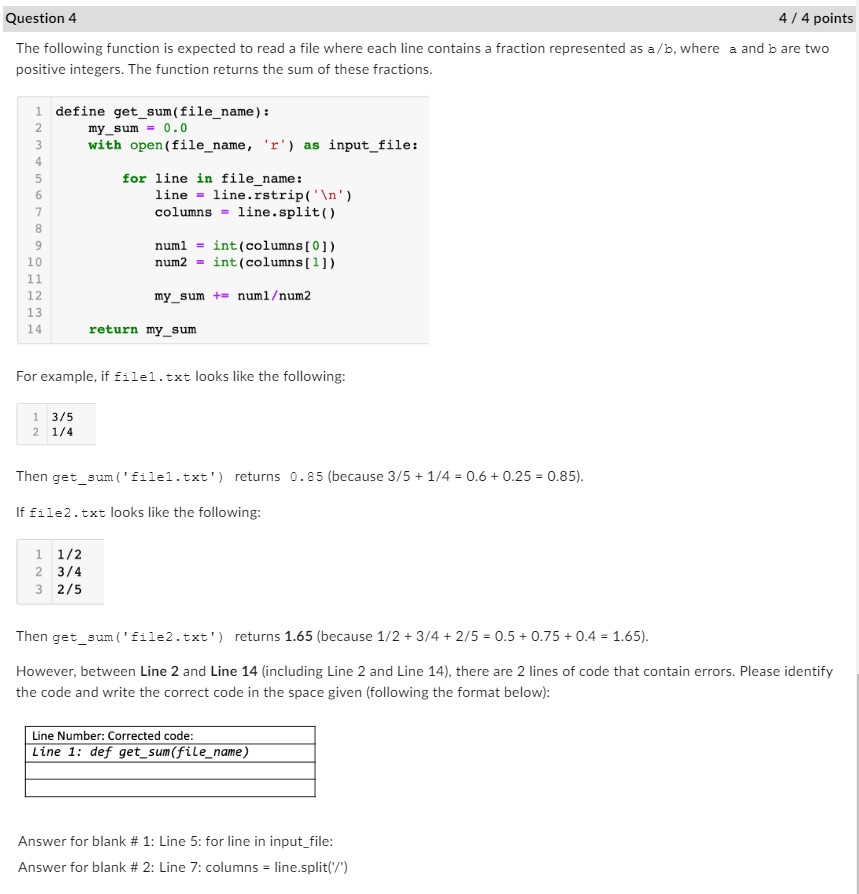 Question 4 4 / 4 points
The following function is expected to read a file where each line contains a fraction represented as a/b, where a and b are two
positive integers. The function returns the sum of these fractions.
1 define get_sum(file_name):
2 my_sum = 0.0
3 with open(file_name, 'r') as input_file:
4
5 for line in file_name:
6 line = line.rstrip('\n')
7 columns = line.split()
8
9 num1 = int(columns[0])
10 num2 = int(columns[1])
11
12 my_sum += num1/num2
13
14 return my_sum
For example, if file1.txt looks like the following:
1 3/5
2 1/4
Then get_sum('file1.txt') returns 0.85 (because 3/5 + 1/4 = 0.6 + 0.25 = 0.85).
If file2.txt looks like the following:
1 1/2
2 3/4
3 2/5
Then get_sum('file2.txt') returns 1.65 (because 1/2 + 3/4 + 2/5 = 0.5 + 0.75 + 0.4 = 1.65).
However, between Line 2 and Line 14 (including Line 2 and Line 14), there are 2 lines of code that contain errors. Please identify
the code and write the correct code in the space given (following the format below):
Line Number: Corrected code:
Line 1: def get_sum(file_name)
Answer for blank # 1: Line 5: for line in input_file:
Answer for blank # 2: Line 7: columns = line.split('/')